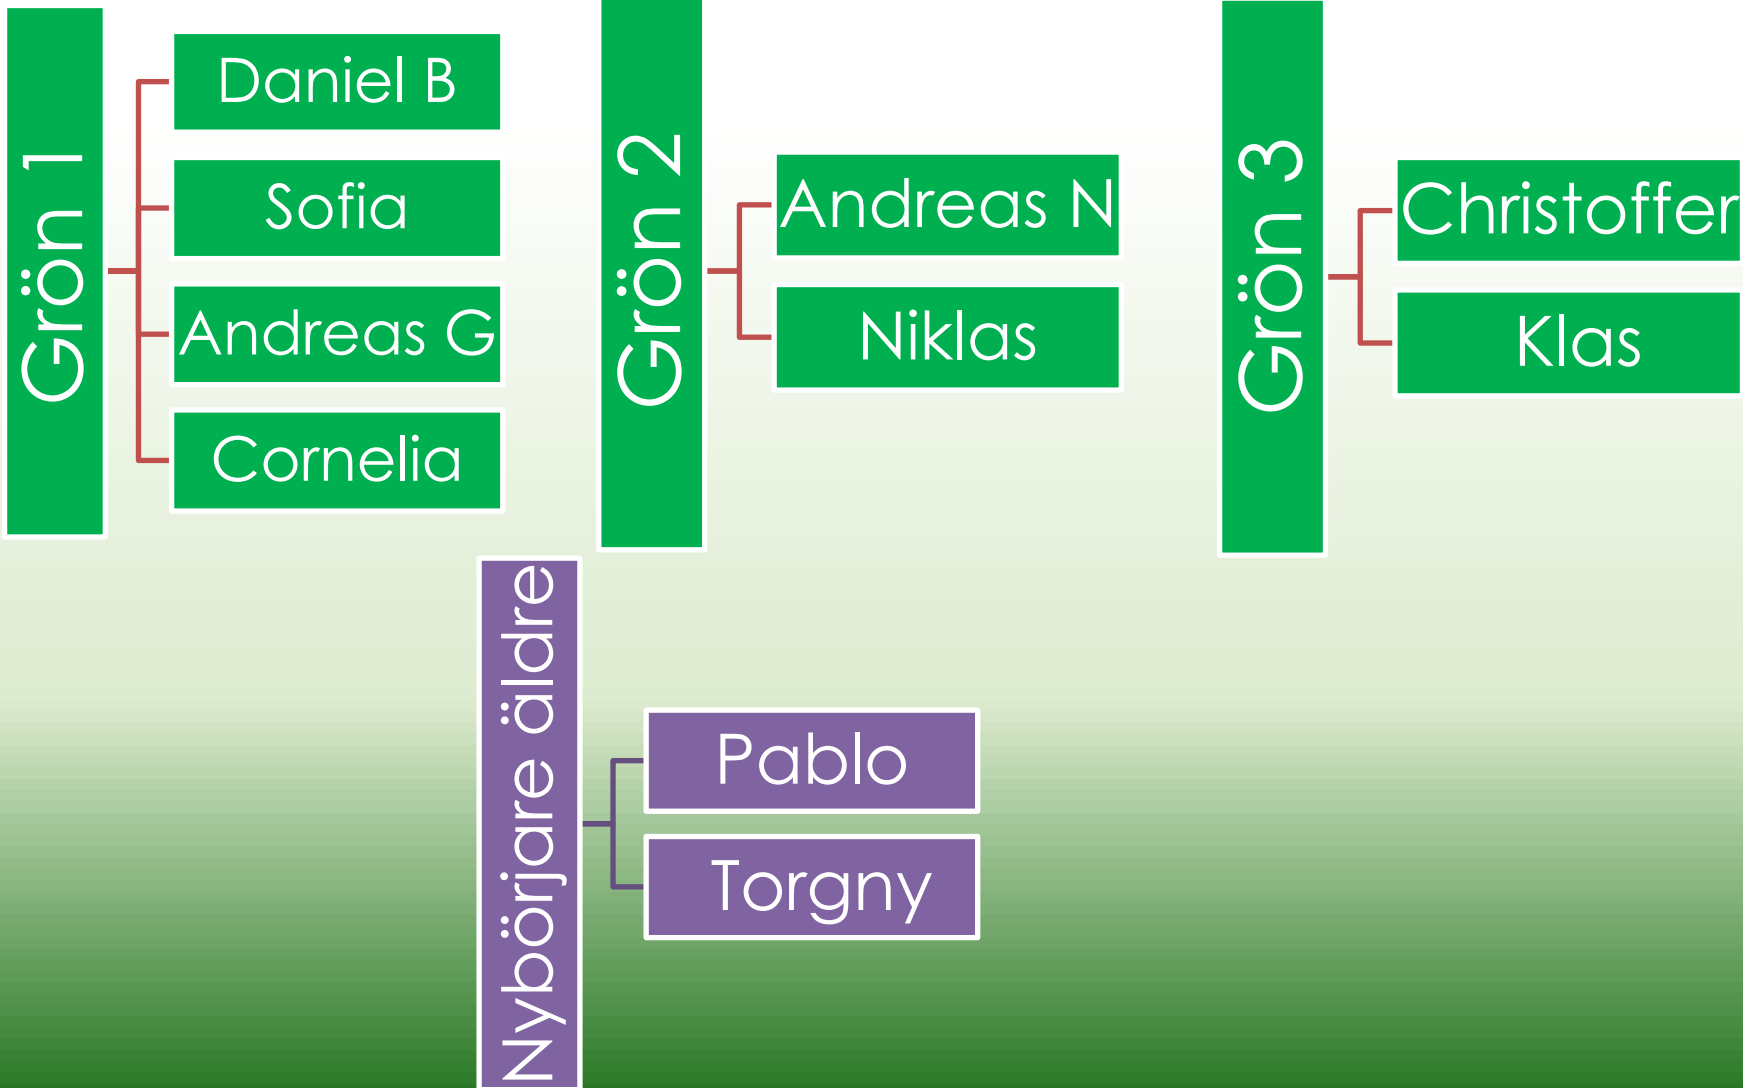 Grön 1
Daniel B
Sofia
Andreas G
Cornelia
Grön 2
Andreas N
Niklas
Grön 3
Christoffer
Klas
Nybörjare äldre
Pablo
Torgny